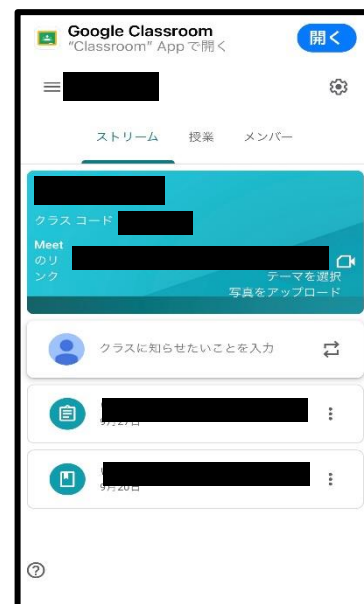 Google Classroom
"Classroom" Appで開く
開く
ストリーム 授業 メンバー
クラス コード
Meet
のリ
ンク
テーマを選択
写真をアップロード
クラスに知らせたいことを入力
9月27日
9月20日